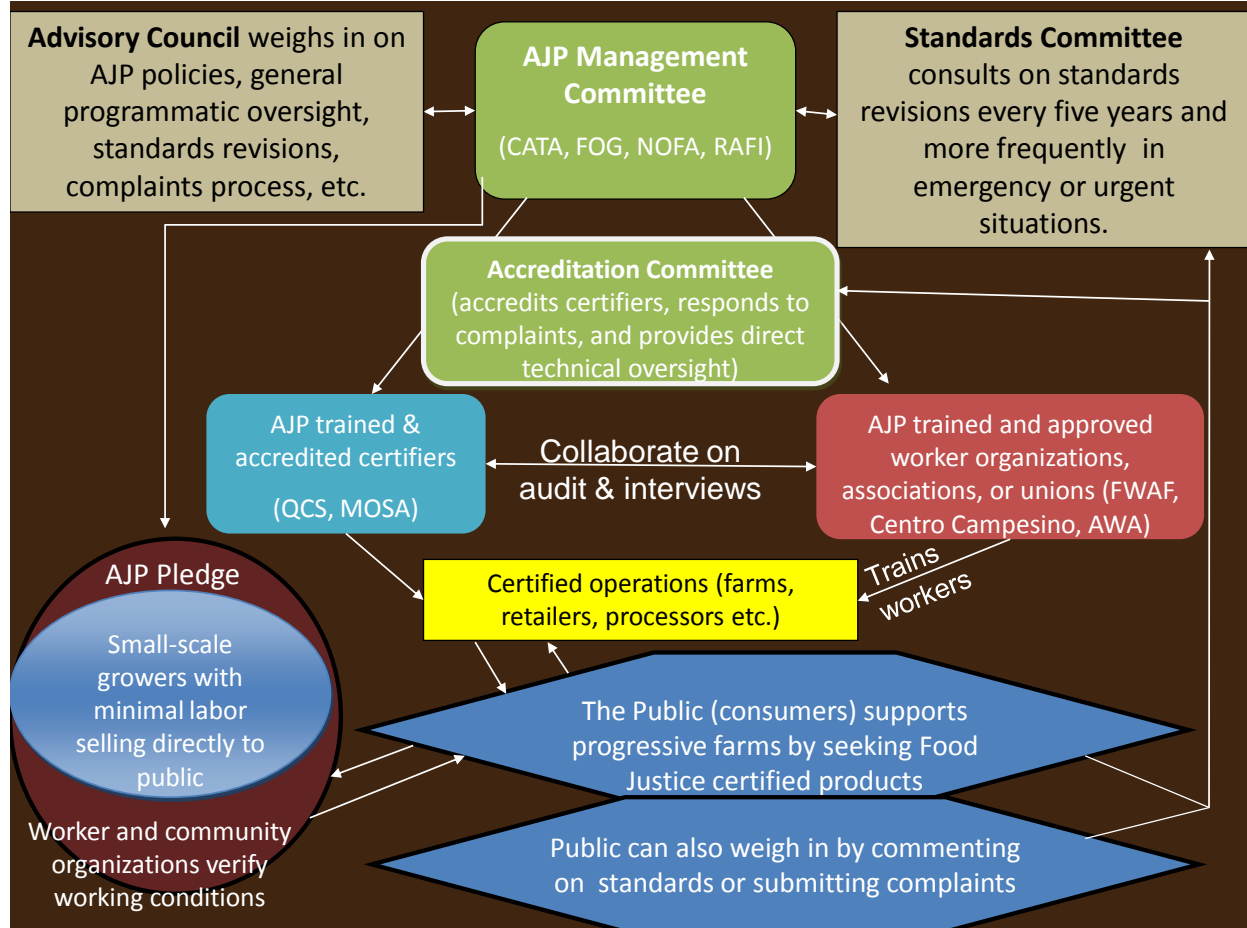 Advisory Council weighs in on
AJP policies, general
programmatic oversight,
standards revisions,
complaints process, etc.
AJP Management
Committee
(CATA, FOG, NOFA, RAFI)
Standards Committee
consults on standards
revisions every five years and
more frequently in
emergency or urgent
situations.
Accreditation Committee
(accredits certifiers, responds to
complaints, and provides direct
technical oversight)
AJP trained &
accredited certifiers
(QCS, MOSA)
Collaborate on
audit & interviews
AJP trained and approved
worker organizations,
associations, or unions (FWAF,
Centro Campesino, AWA)
Trains
workers
Certified operations (farms,
retailers, processors etc.)
AJP Pledge
Small-scale
growers with
minimal labor
selling directly to
public
Worker and community
organizations verify
working conditions
The Public (consumers) supports
progressive farms by seeking Food
Justice certified products
Public can also weigh in by commenting
on standards or submitting complaints